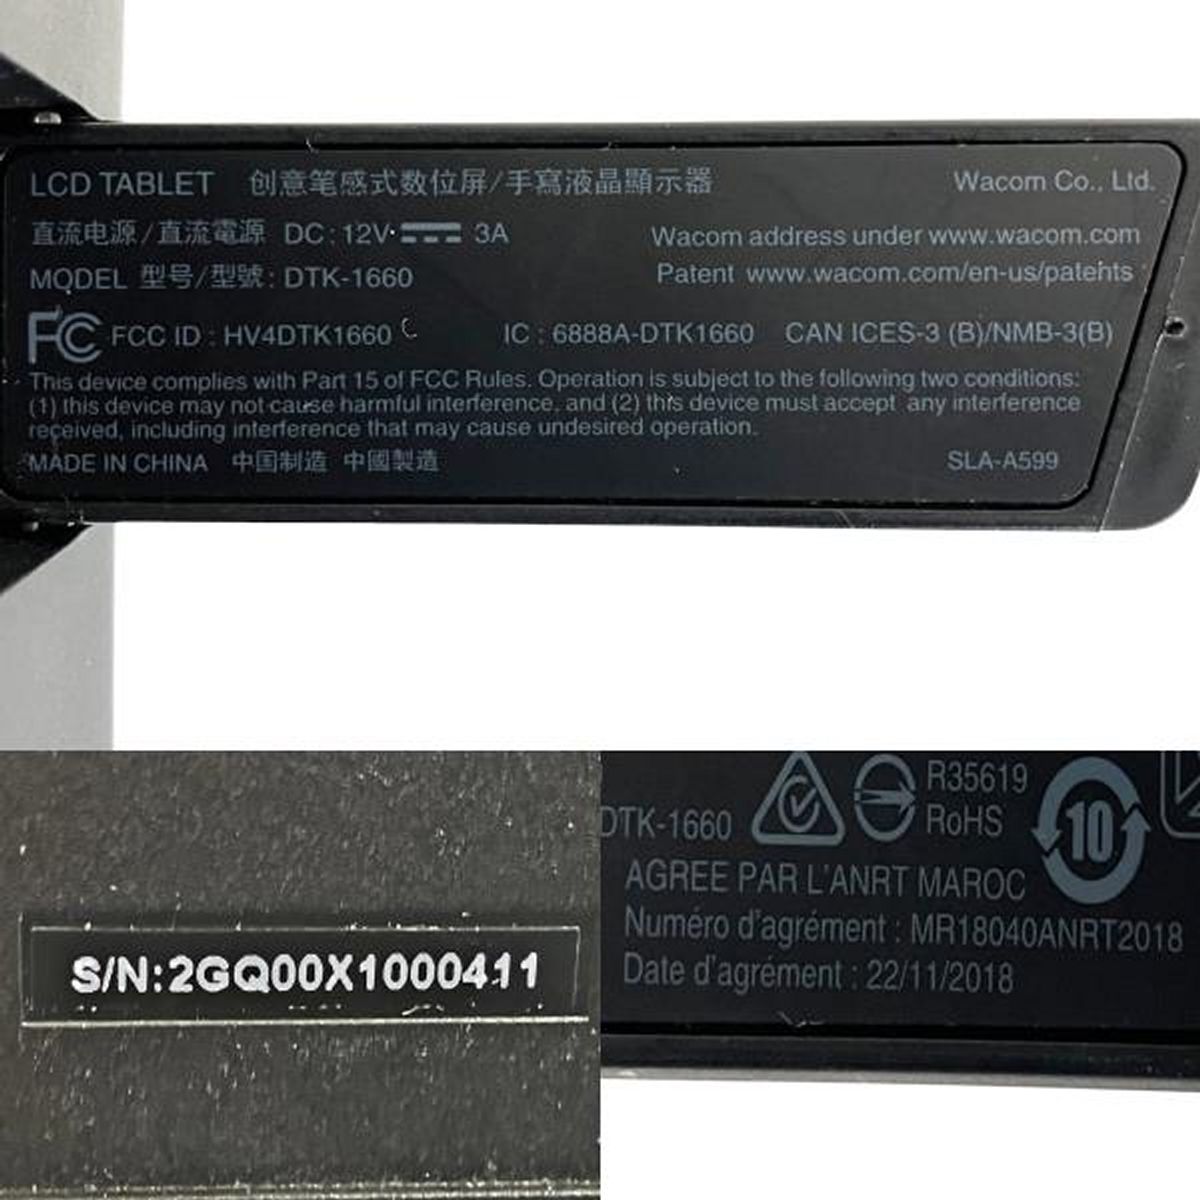 LCD TABLET 创意笔感式数位屏/手寫液晶顯示器 Wacom Co., Ltd.
直流电源/直流電源 DC:12V 3A Wacom address under www.wacom.com
MODEL 型号/型號: DTK-1660 Patent www.wacom.com/en-us/patents
FC FCC ID : HV4DTK1660 IC : 6888A-DTK1660 CAN ICES-3 (B)/NMB-3(B)
This device complies with Part 15 of FCC Rules. Operation is subject to the following two conditions:
(1) this device may not cause harmful interference, and (2) this device must accept any interference
received, including interference that may cause undesired operation.
MADE IN CHINA 中国制造 中國製造 SLA-A599
S/N:2GQ00X1000411
DTK-1660 R35619
RoHS
10
AGREE PAR L'ANRT MAROC
Numéro d'agrément : MR18040ANRT2018
Date d'agrément : 22/11/2018